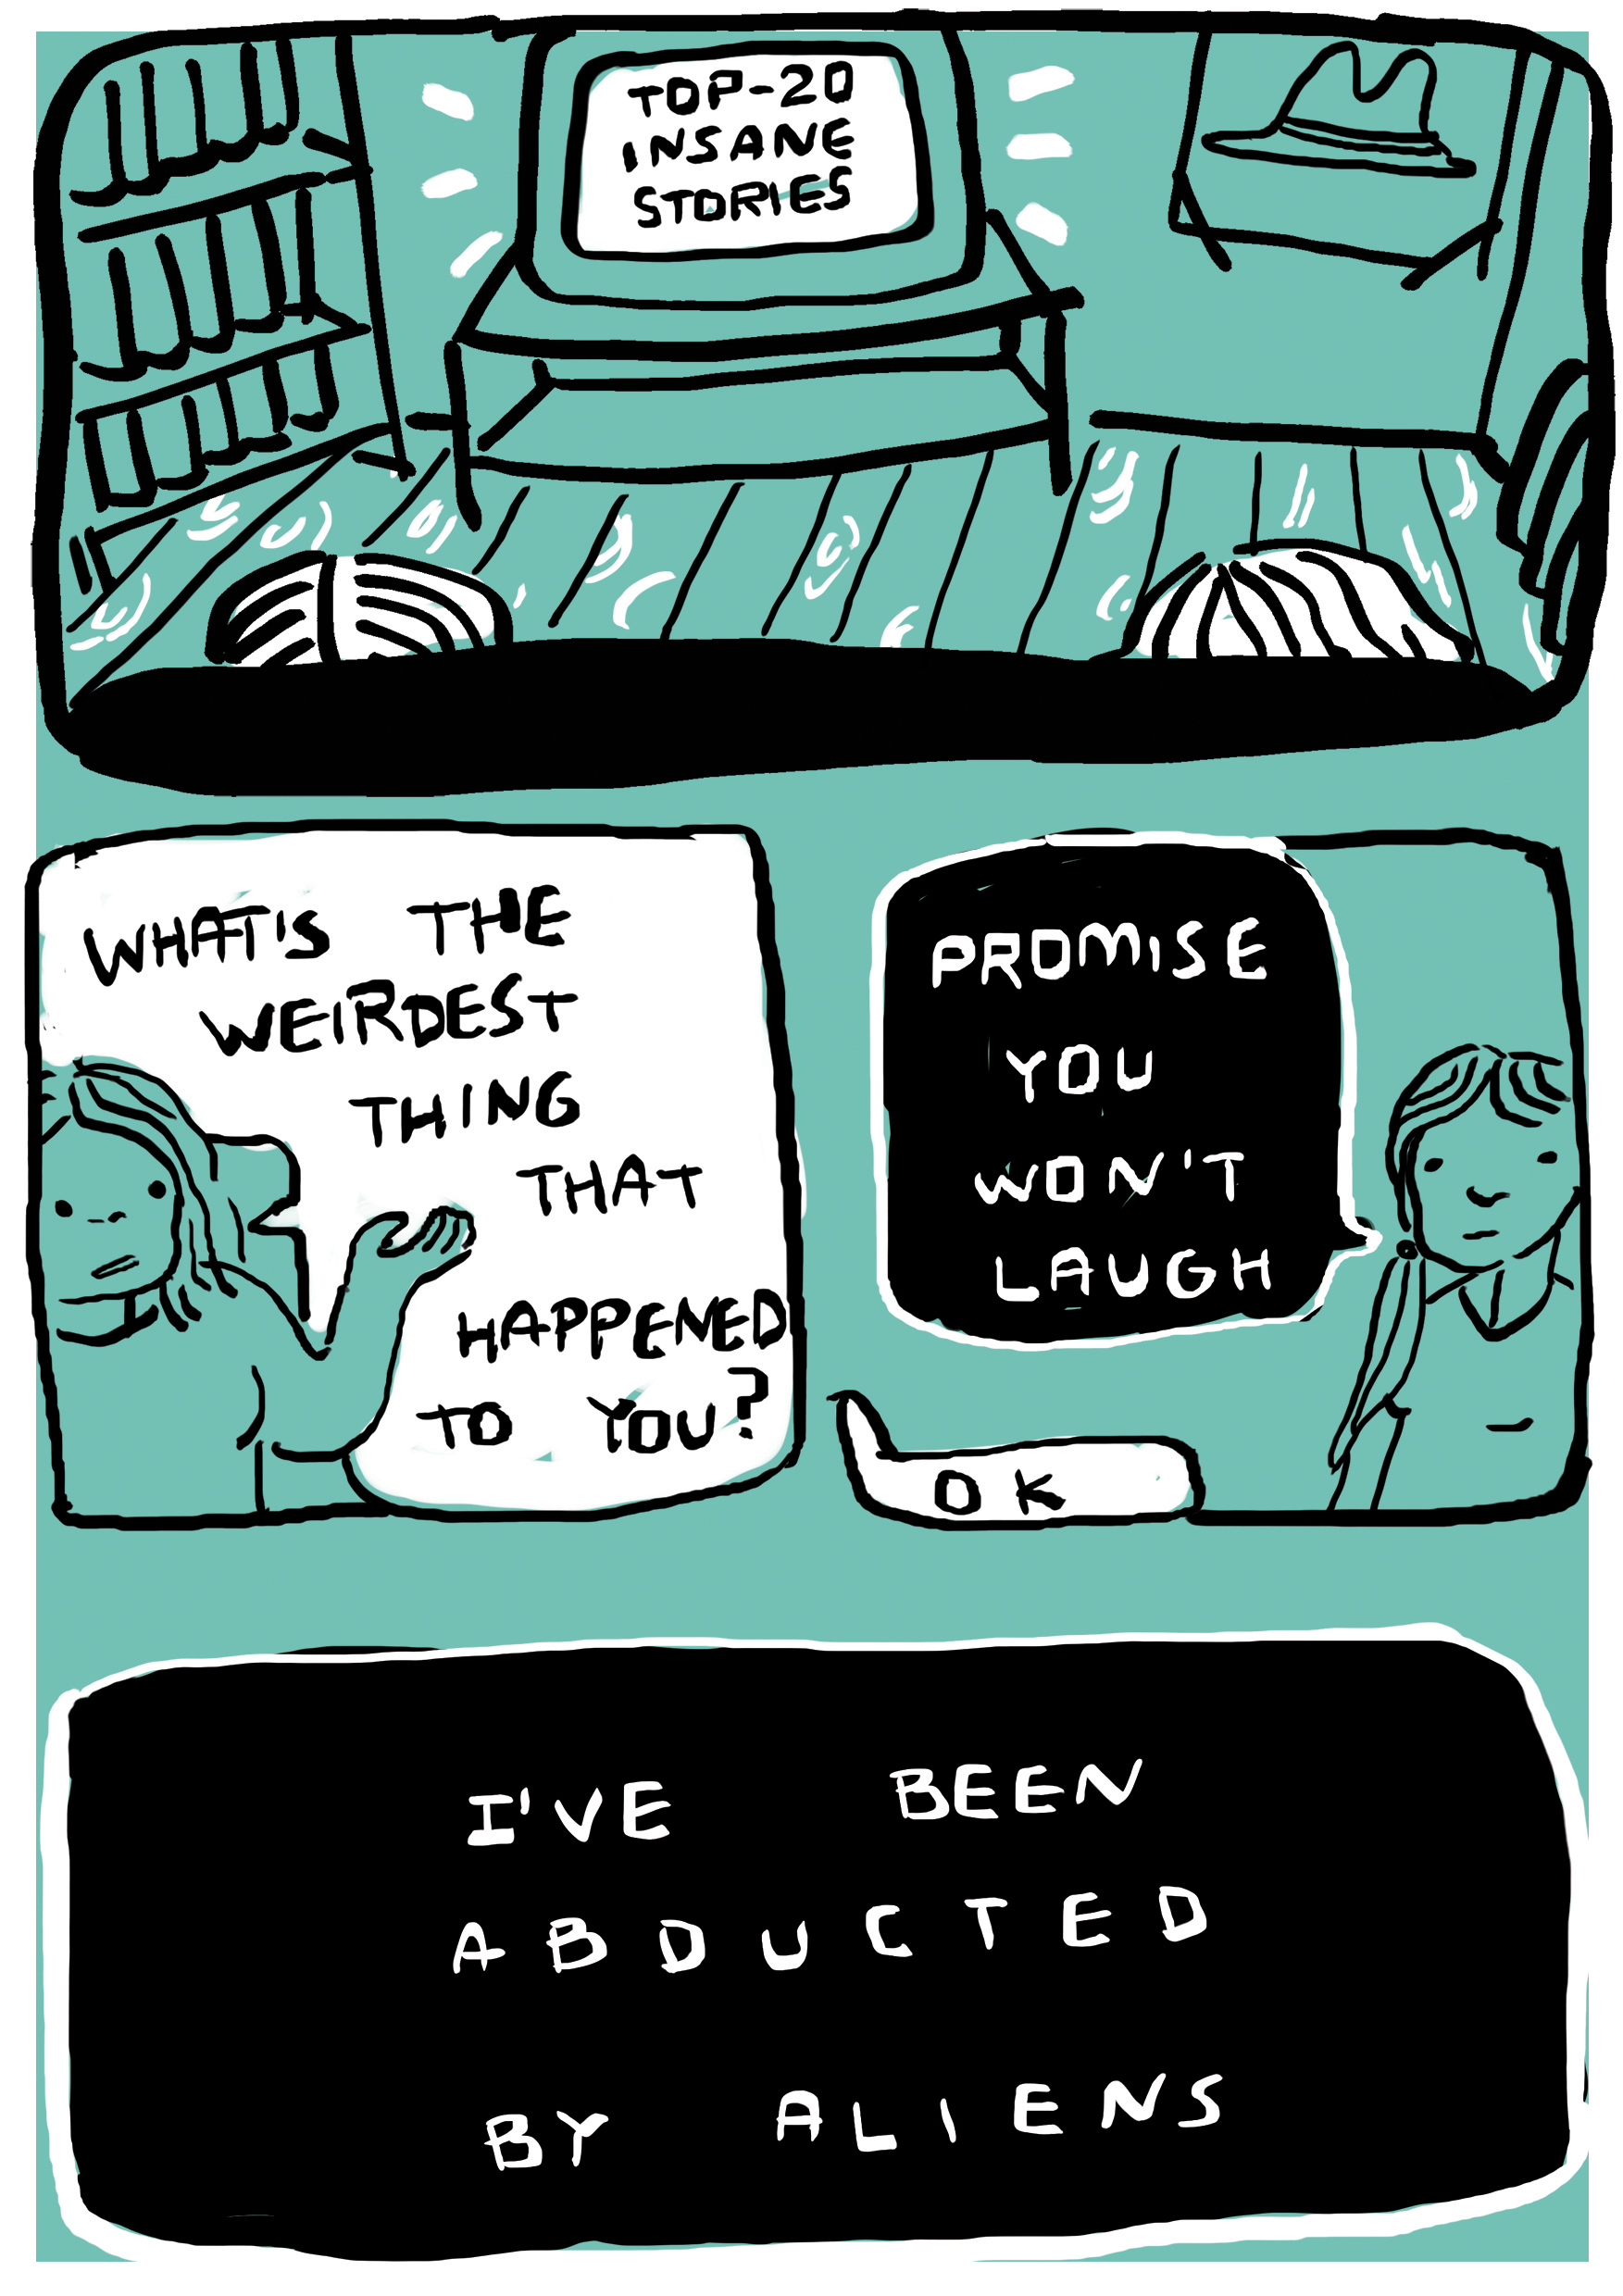 TOP-20
INSANE
STORIES
WHAT'S THE
WEIRDEST
THING
THAT
HAPPENED
TO YOU?
PROMISE
YOU
WON'T
LAUGH
OK
I'VE BEEN
ABDUCTED
BY ALIENS